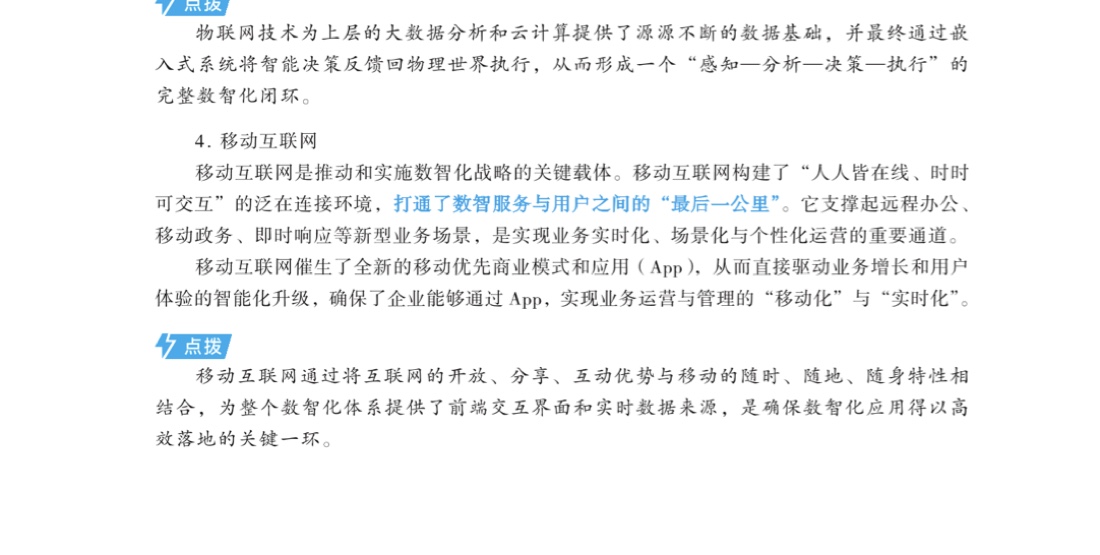 点拨
物联网技术为上层的大数据分析和云计算提供了源源不断的数据基础，并最终通过嵌
入式系统将智能决策反馈回物理世界执行，从而形成一个“感知—分析—决策—执行”的
完整数智化闭环。
4. 移动互联网
移动互联网是推动和实施数智化战略的关键载体。移动互联网构建了“人人皆在线、时时
可交互”的泛在连接环境，打通了数智服务与用户之间的“最后一公里”。它支撑起远程办公、
移动政务、即时响应等新型业务场景，是实现业务实时化、场景化与个性化运营的重要通道。
移动互联网催生了全新的移动优先商业模式和应用（App），从而直接驱动业务增长和用户
体验的智能化升级，确保了企业能够通过 App，实现业务运营与管理的“移动化”与“实时化”。
点拨
移动互联网通过将互联网的开放、分享、互动优势与移动的随时、随地、随身特性相
结合，为整个数智化体系提供了前端交互界面和实时数据来源，是确保数智化应用得以高
效落地的关键一环。